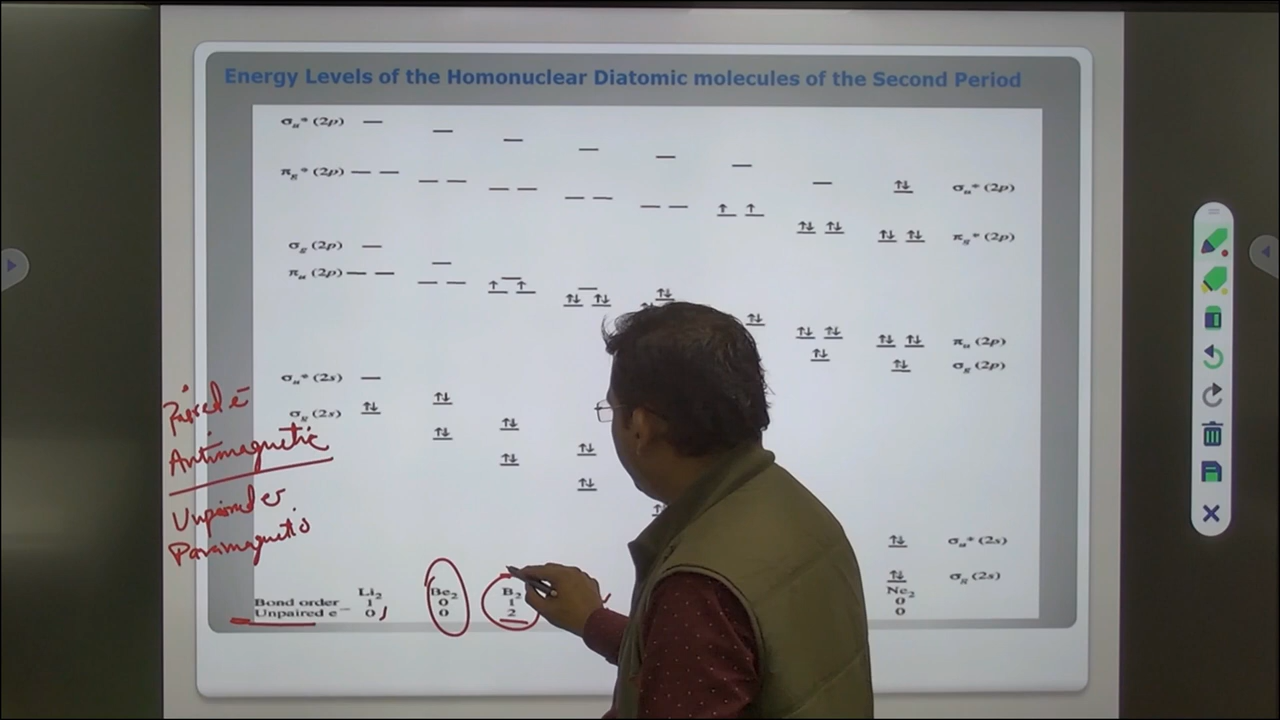 Energy Levels of the Homonuclear Diatomic molecules of the Second Period
σu* (2p)
πg* (2p)
σu* (2p)
πg* (2p)
σg (2p)
πu (2p)
πu (2p)
σg (2p)
σu* (2s)
σg (2s)
Paired e
Antimagnetic
Unpaired e
Paramagnetic
σu* (2s)
σg (2s)
Li2 Be2 B2 Ne2
Bond order 1 0 1 0
Unpaired e− 0 0 2 0